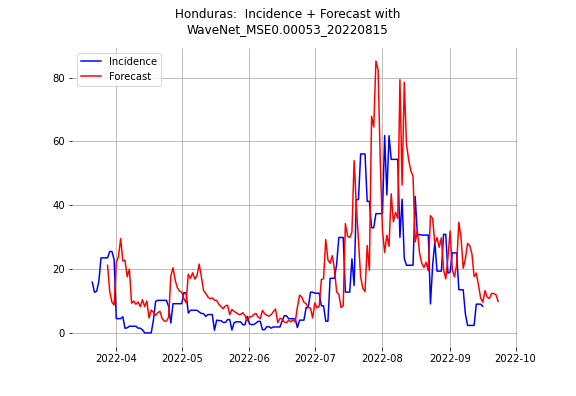 Honduras:  Incidence + Forecast with
WaveNet_MSE0.00053_20220815
Incidence
Forecast
80
60
40
20
0
2022-04 2022-05 2022-06 2022-07 2022-08 2022-09 2022-10